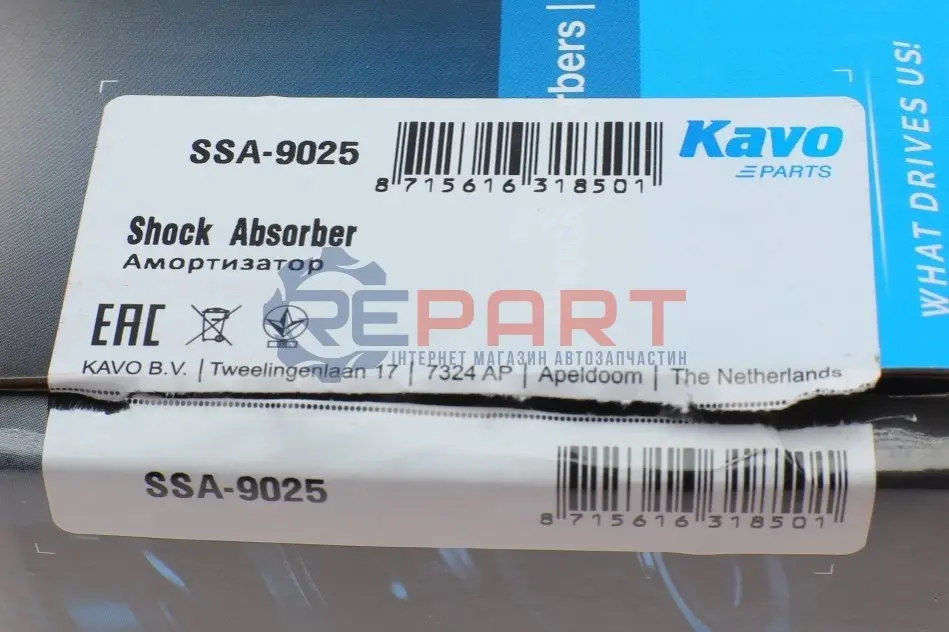 rbers |
WHAT DRIVES US!
SSA-9025
8 715616 318501
Kavo
PARTS
Shock Absorber
Амортизатор
REPART
ІНТЕРНЕТ МАГАЗИН АВТОЗАПЧАСТИН
EAC
KAVO B.V. | Tweelingenlaan 17 | 7324 AP | Apeldoorn | The Netherlands
SSA-9025
8 715616 318501